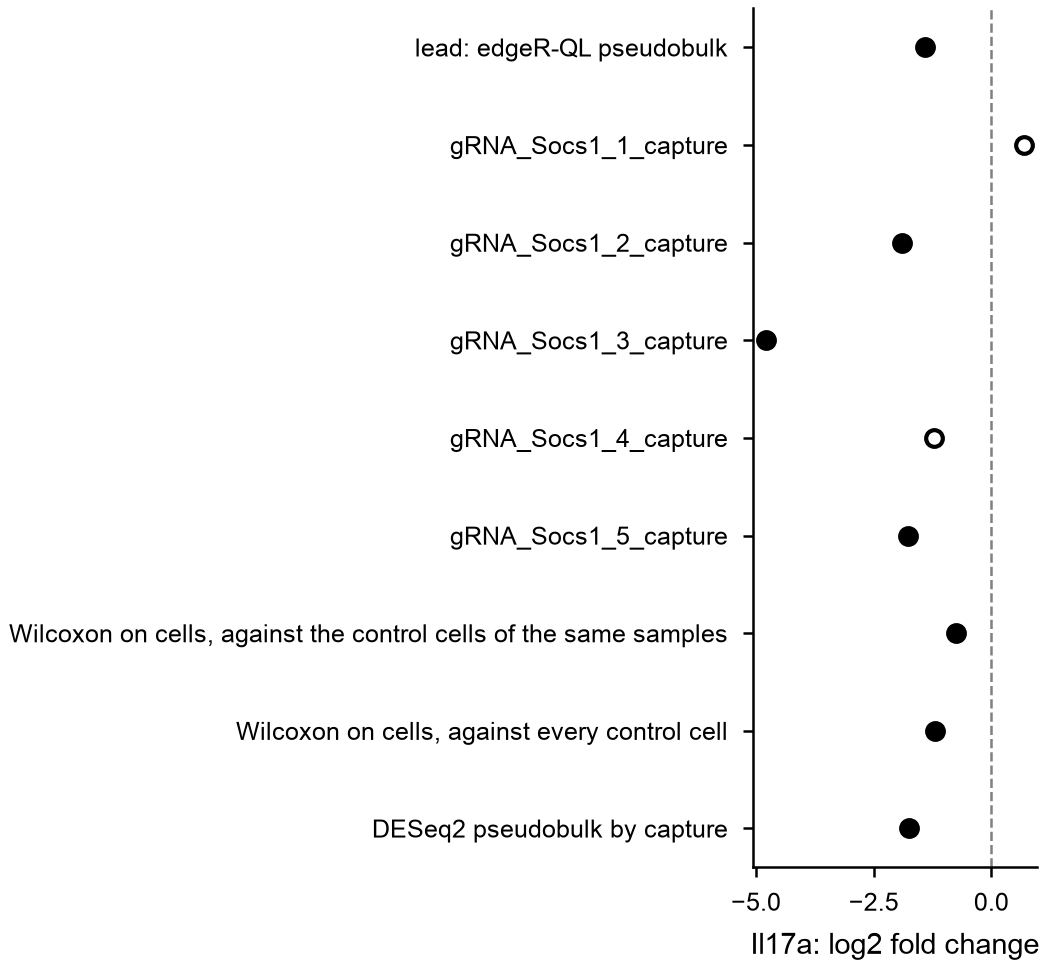 lead: edgeR-QL pseudobulk
gRNA_Socs1_1_capture
gRNA_Socs1_2_capture
gRNA_Socs1_3_capture
gRNA_Socs1_4_capture
gRNA_Socs1_5_capture
Wilcoxon on cells, against the control cells of the same samples
Wilcoxon on cells, against every control cell
DESeq2 pseudobulk by capture
−5.0 −2.5 0.0
Il17a: log2 fold change